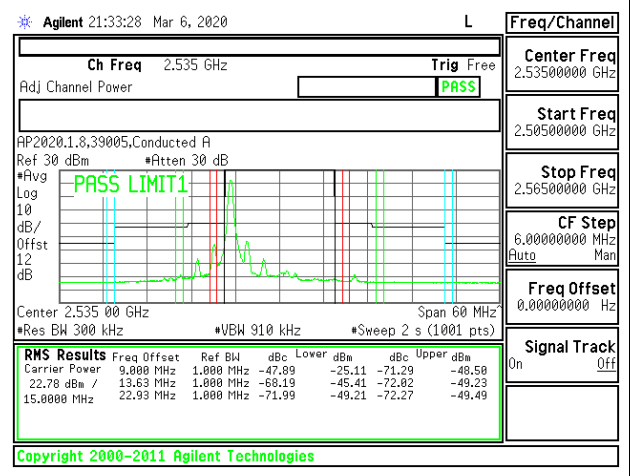 Agilent 21:33:28 Mar 6, 2020 L Freq/Channel
Ch Freq 2.535 GHz Trig Free
Adj Channel Power PASS
Center Freq
2.53500000 GHz
Start Freq
2.50500000 GHz
Stop Freq
2.56500000 GHz
CF Step
6.00000000 MHz
Auto Man
Freq Offset
0.00000000 Hz
Signal Track
On Off
AP2020.1.8,39005,Conducted A
Ref 30 dBm #Atten 30 dB
#Avg
Log
10
dB/
Offst
12
dB
PASS LIMIT1
Center 2.535 00 GHz Span 60 MHz^
#Res BW 300 kHz #VBW 910 kHz #Sweep 2 s (1001 pts)
RMS Results Freq Offset Ref BW dBc Lower dBm dBc Upper dBm
Carrier Power 9.000 MHz 1.000 MHz -47.89 -25.11 -71.29 -48.50
22.78 dBm / 13.63 MHz 1.000 MHz -68.19 -45.41 -72.02 -49.23
15.0000 MHz 22.93 MHz 1.000 MHz -71.99 -49.21 -72.27 -49.49
Copyright 2000-2011 Agilent Technologies